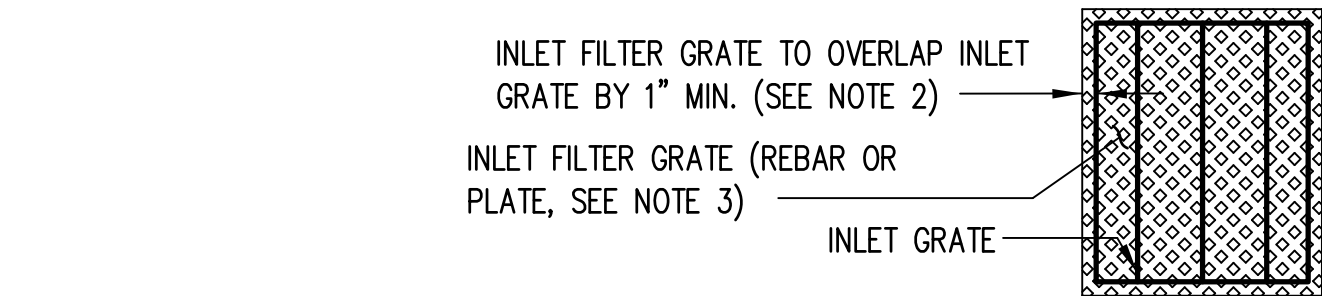 INLET FILTER GRATE TO OVERLAP INLET
GRATE BY 1” MIN. (SEE NOTE 2)
INLET FILTER GRATE (REBAR OR
PLATE, SEE NOTE 3)
INLET GRATE